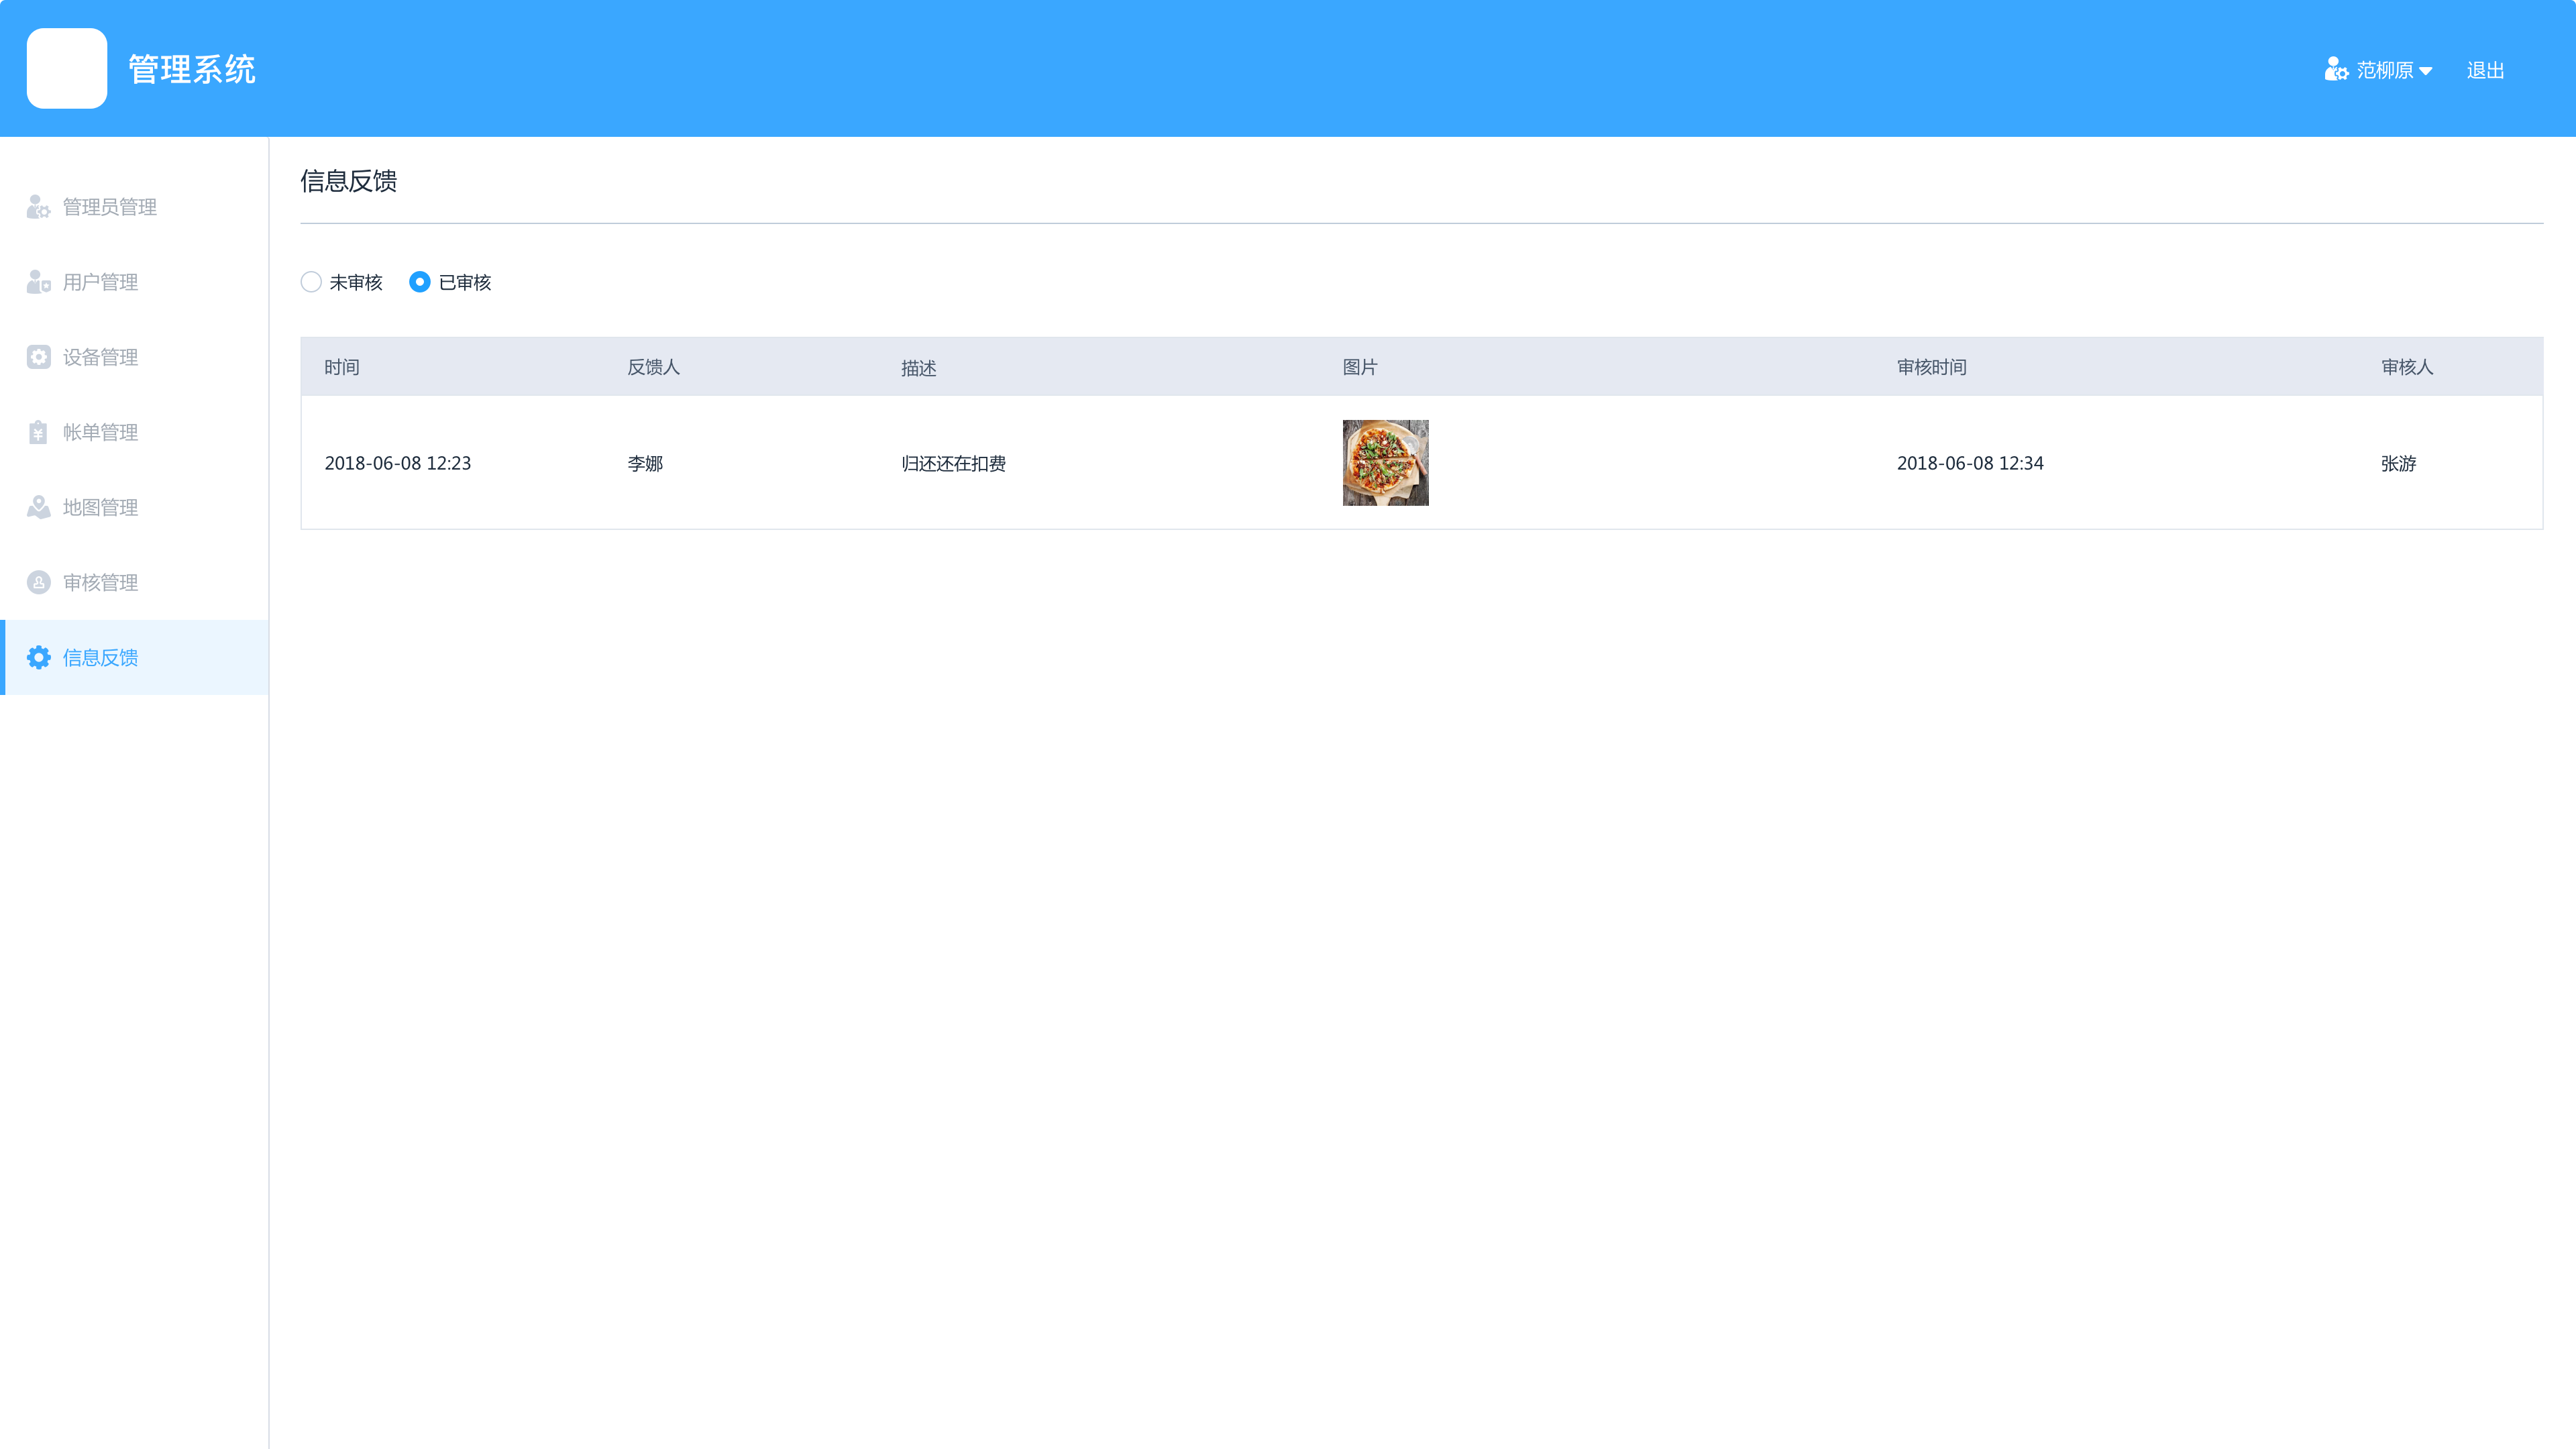 管理系统
范柳原 退出
管理员管理
用户管理
设备管理
帐单管理
地图管理
审核管理
信息反馈
信息反馈
未审核 已审核
时间 反馈人 描述 图片 审核时间 审核人
2018-06-08 12:23 李娜 归还还在扣费 2018-06-08 12:34 张游